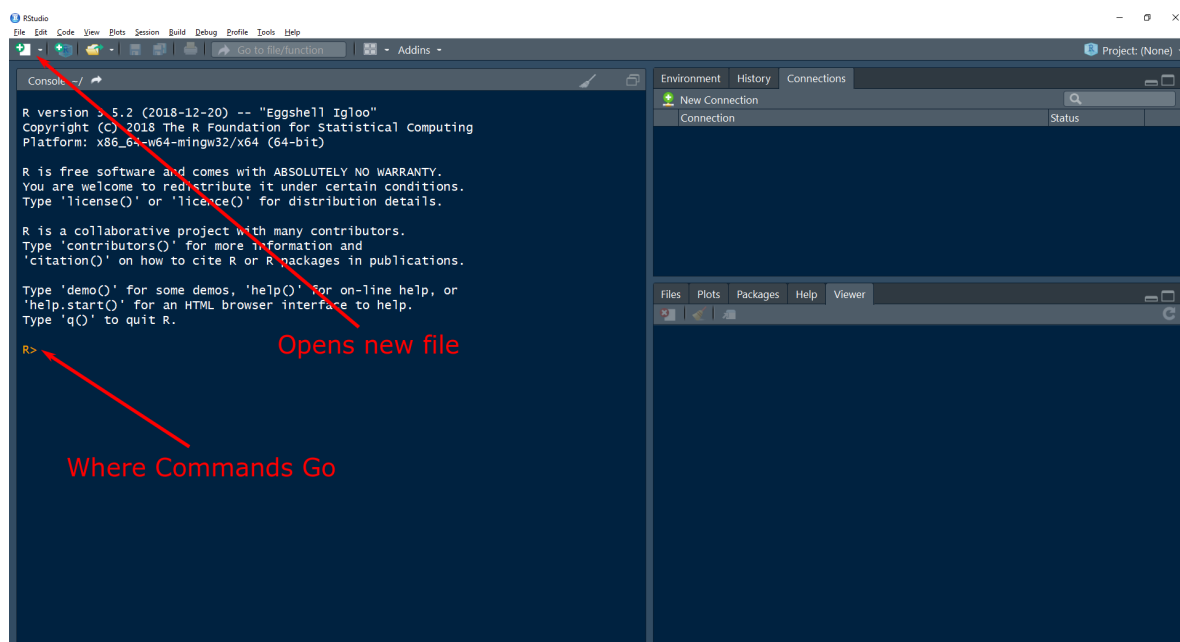 RStudio
File Edit Code View Plots Session Build Debug Profile Tools Help
Go to file/function Addins Project: (None)
Console ~/
R version 3.5.2 (2018-12-20) -- "Eggshell Igloo"
Copyright (C) 2018 The R Foundation for Statistical Computing
Platform: x86_64-w64-mingw32/x64 (64-bit)
R is free software and comes with ABSOLUTELY NO WARRANTY.
You are welcome to redistribute it under certain conditions.
Type 'license()' or 'licence()' for distribution details.
R is a collaborative project with many contributors.
Type 'contributors()' for more information and
'citation()' on how to cite R or R packages in publications.
Type 'demo()' for some demos, 'help()' for on-line help, or
'help.start()' for an HTML browser interface to help.
Type 'q()' to quit R.
R>
Opens new file
Where Commands Go
Environment History Connections
New Connection
Connection Status
Files Plots Packages Help Viewer